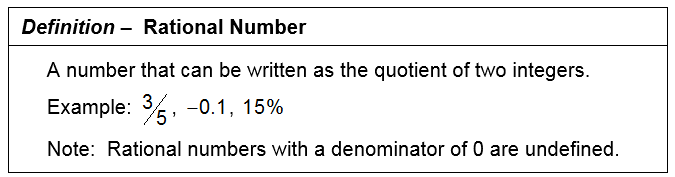 Definition – Rational Number
A number that can be written as the quotient of two integers.
Example: 3/5, −0.1, 15%
Note: Rational numbers with a denominator of 0 are undefined.